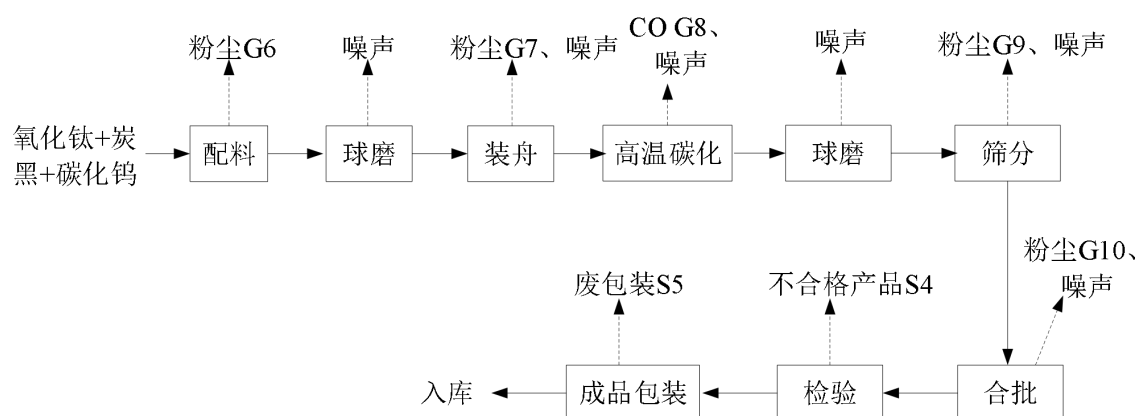 粉尘G6
噪声
粉尘G7、噪声
CO G8、
噪声
噪声
粉尘G9、噪声
氧化钛+炭
黑+碳化钨
配料
球磨
装舟
高温碳化
球磨
筛分
粉尘G10、
噪声
废包装S5
不合格产品S4
入库
成品包装
检验
合批